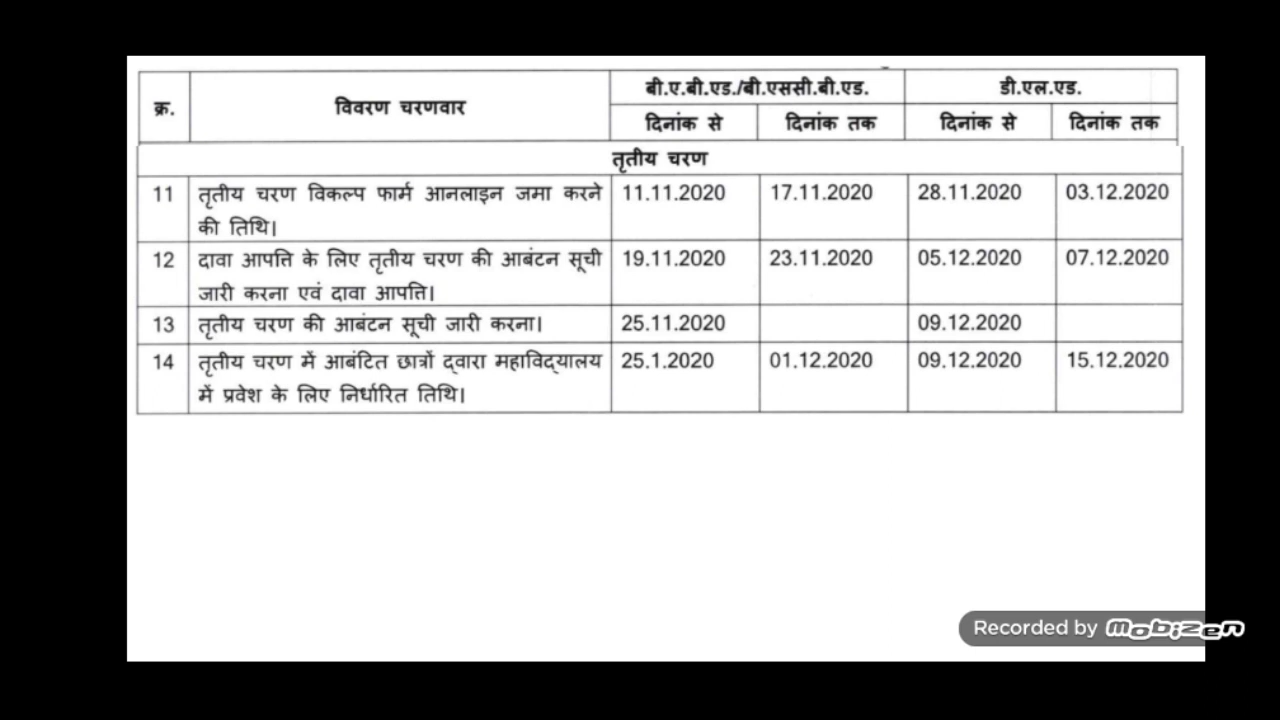 क्र. विवरण चरणवार बी.ए.बी.एड./बी.एससी.बी.एड. डी.एल.एड.
दिनांक से दिनांक तक दिनांक से दिनांक तक
तृतीय चरण
11 तृतीय चरण विकल्प फार्म आनलाइन जमा करने 11.11.2020 17.11.2020 28.11.2020 03.12.2020
की तिथि।
12 दावा आपत्ति के लिए तृतीय चरण की आबंटन सूची 19.11.2020 23.11.2020 05.12.2020 07.12.2020
जारी करना एवं दावा आपत्ति।
13 तृतीय चरण की आबंटन सूची जारी करना। 25.11.2020 09.12.2020
14 तृतीय चरण में आबंटित छात्रों द्वारा महाविद्यालय 25.1.2020 01.12.2020 09.12.2020 15.12.2020
में प्रवेश के लिए निर्धारित तिथि।
Recorded by mobizen